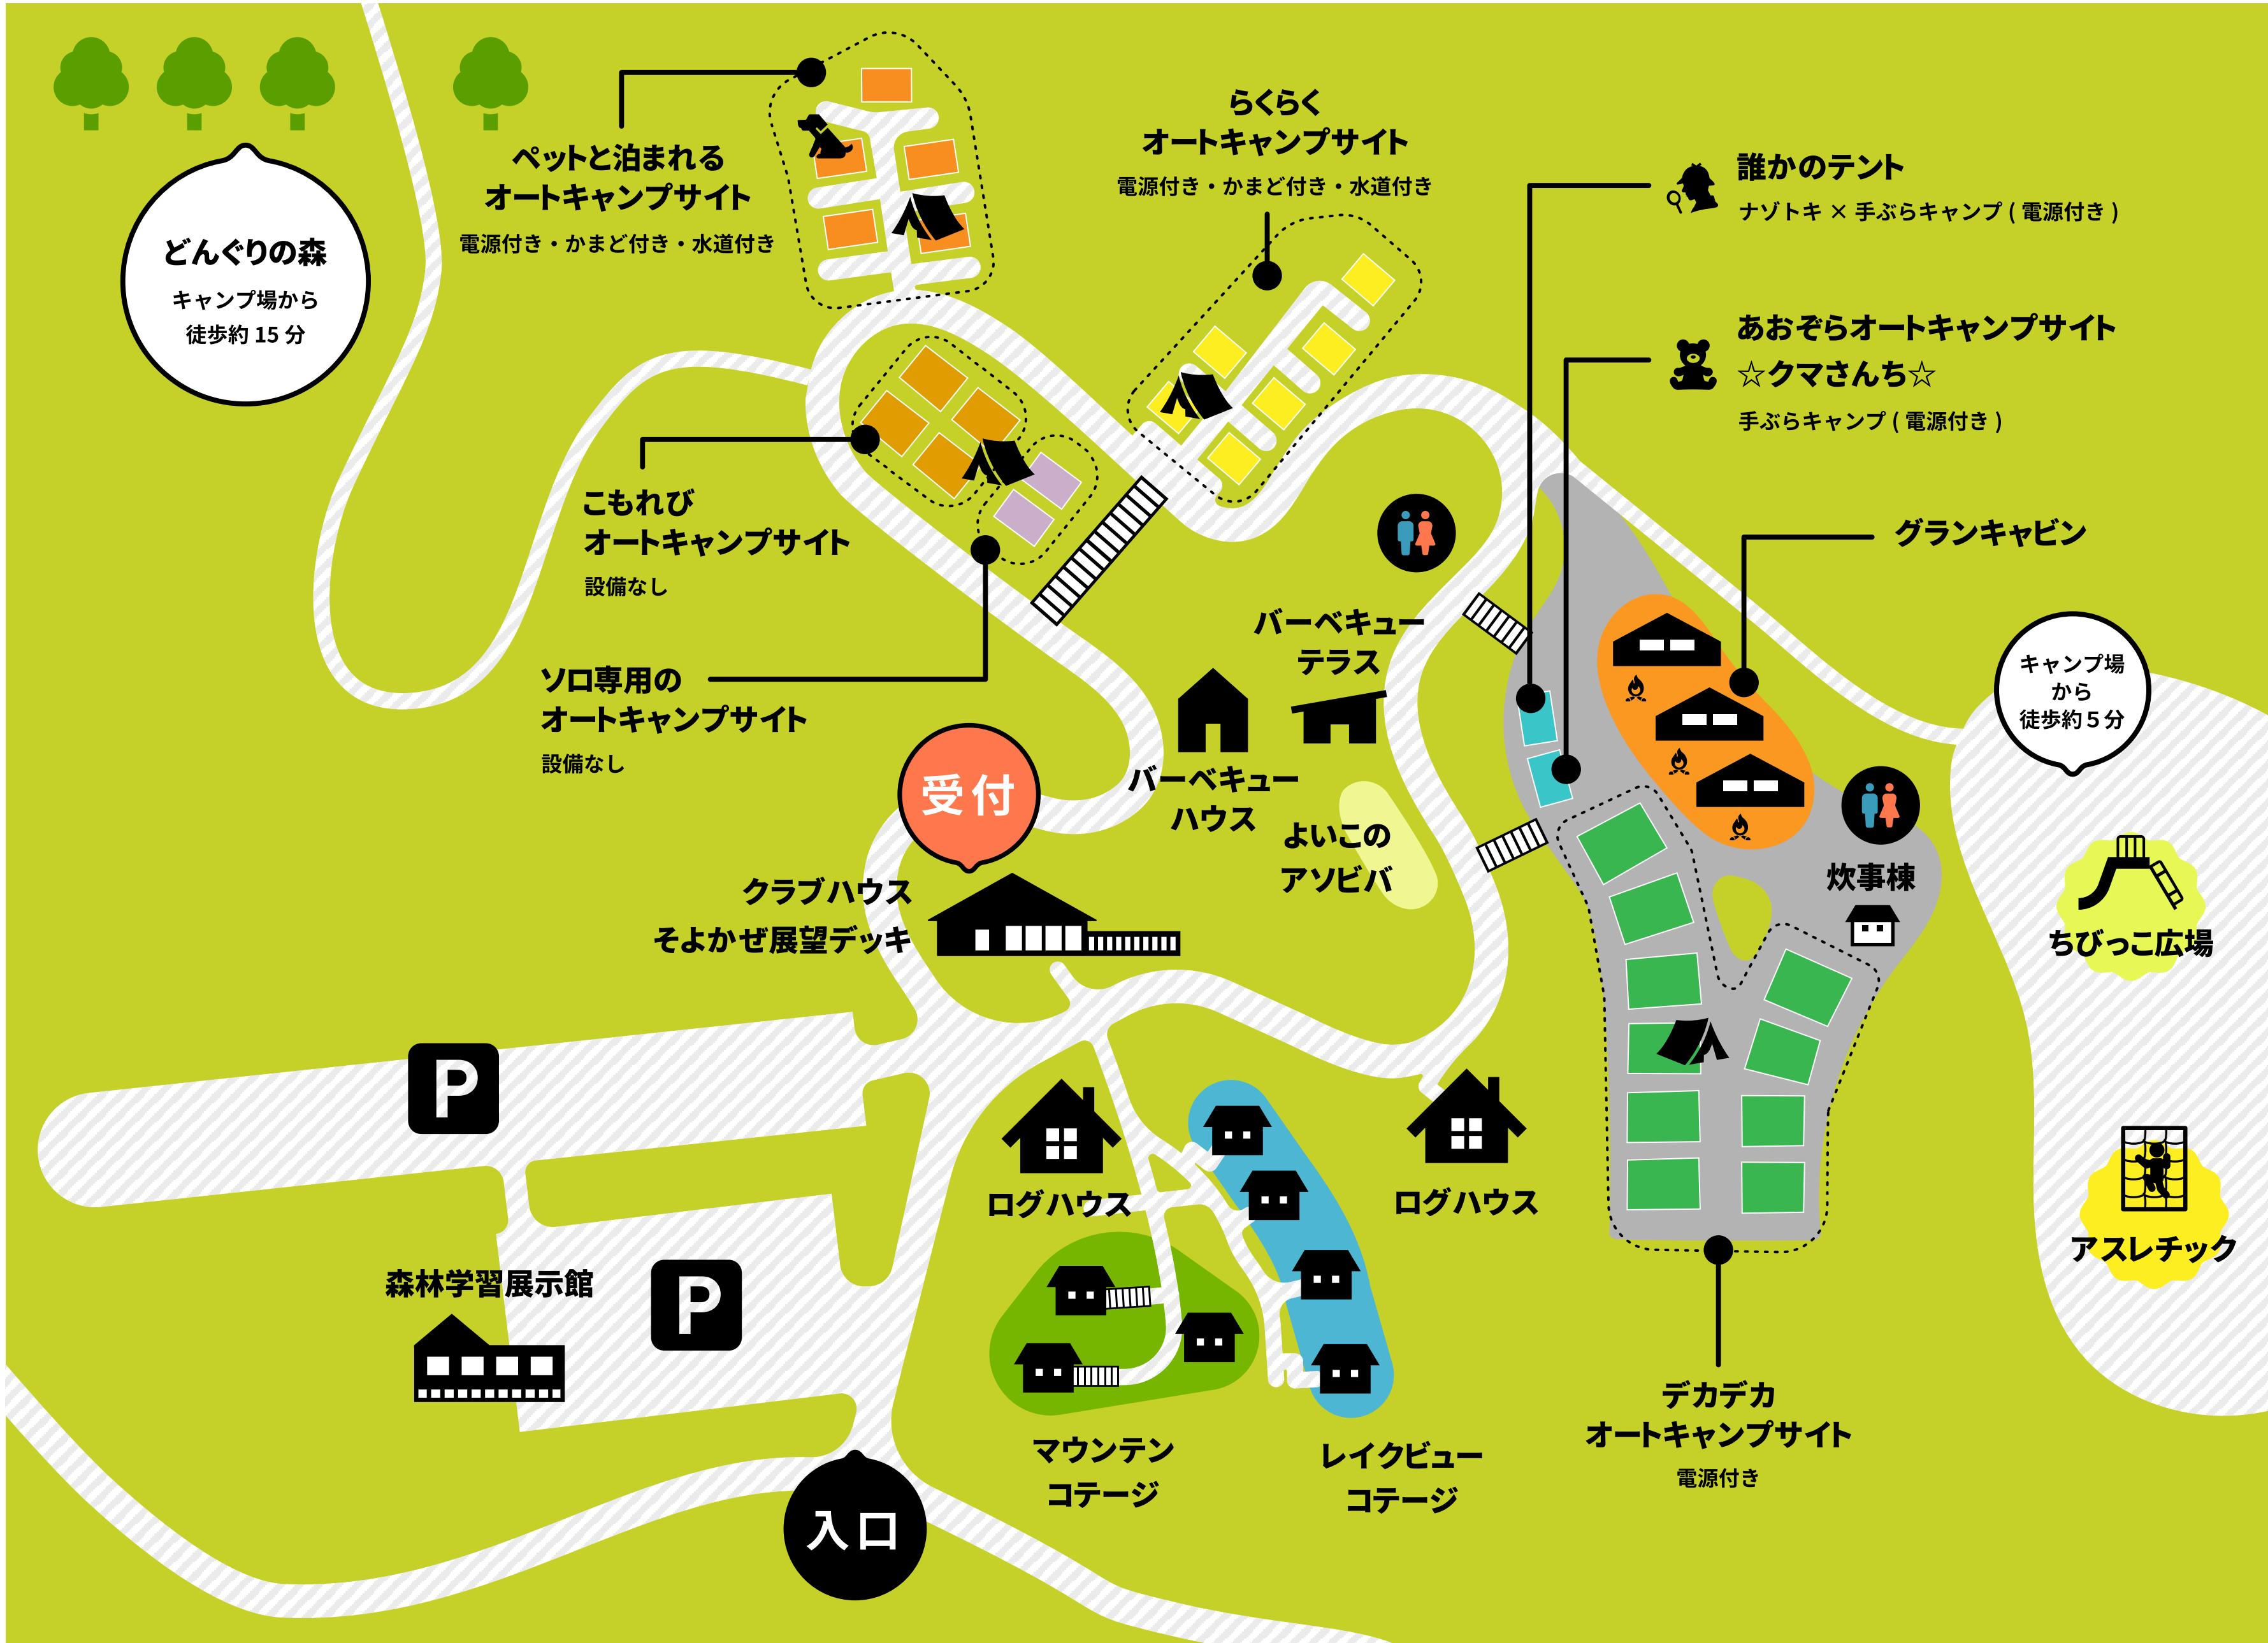 ペットと泊まれる
オートキャンプサイト
電源付き・かまど付き・水道付き
らくらく
オートキャンプサイト
電源付き・かまど付き・水道付き
誰かのテント
ナゾトキ × 手ぶらキャンプ ( 電源付き )
どんぐりの森
キャンプ場から
徒歩約 15 分
あおぞらオートキャンプサイト
☆クマさんち☆
手ぶらキャンプ ( 電源付き )
こもれび
オートキャンプサイト
設備なし
グランキャビン
ソロ専用の
オートキャンプサイト
設備なし
バーベキュー
テラス
キャンプ場
から
徒歩約 5 分
受付
バーベキュー
ハウス
よいこの
アソビバ
クラブハウス
そよかぜ展望デッキ
炊事棟
ちびっこ広場
P
ログハウス
ログハウス
アスレチック
森林学習展示館
P
デカデカ
オートキャンプサイト
電源付き
マウンテン
コテージ
レイクビュー
コテージ
入口